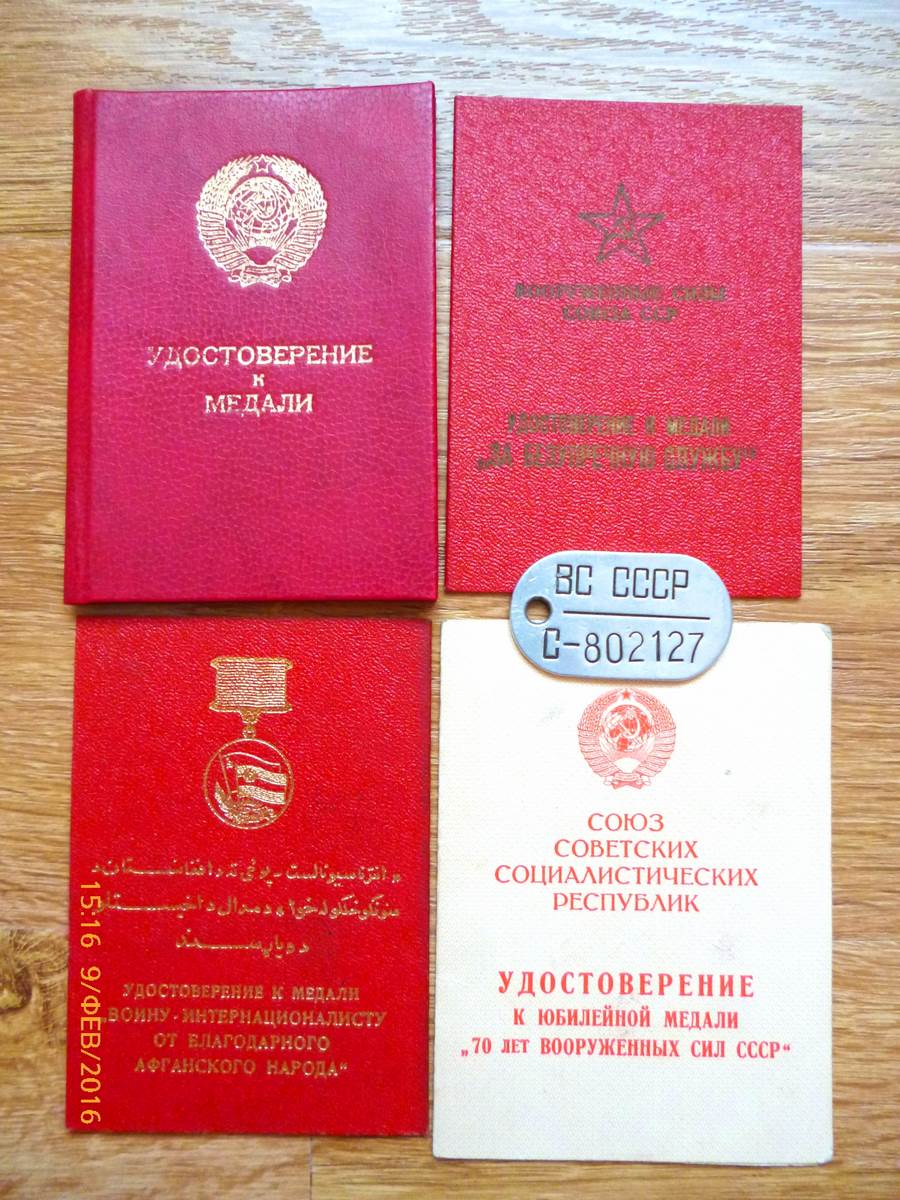 УДОСТОВЕРЕНИЕ
К
МЕДАЛИ
ВООРУЖЕННЫЕ СИЛЫ
СОЮЗА ССР
УДОСТОВЕРЕНИЕ К МЕДАЛИ
„ЗА БЕЗУПРЕЧНУЮ СЛУЖБУ"
ВС СССР
С-802127
УДОСТОВЕРЕНИЕ К МЕДАЛИ
„ВОИНУ-ИНТЕРНАЦИОНАЛИСТУ
ОТ БЛАГОДАРНОГО
АФГАНСКОГО НАРОДА"
СОЮЗ
СОВЕТСКИХ
СОЦИАЛИСТИЧЕСКИХ
РЕСПУБЛИК
УДОСТОВЕРЕНИЕ
К ЮБИЛЕЙНОЙ МЕДАЛИ
„70 ЛЕТ ВООРУЖЕННЫХ СИЛ СССР"
15:16 9/ФЕВ/2016